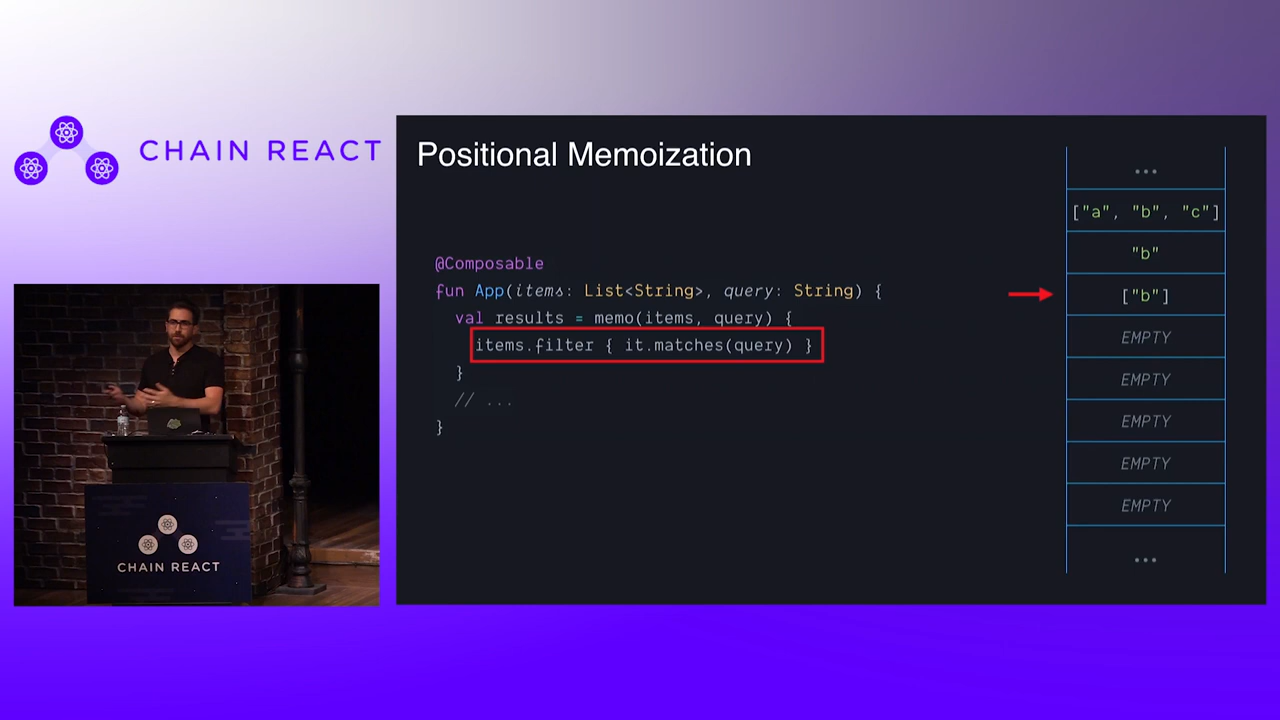 CHAIN REACT
Positional Memoization
@Composable
fun App(items: List<String>, query: String) {
val results = memo(items, query) {
items.filter { it.matches(query) }
}
// ...
}
...
["a", "b", "c"]
"b"
["b"]
EMPTY
EMPTY
EMPTY
EMPTY
EMPTY
...
CHAIN REACT